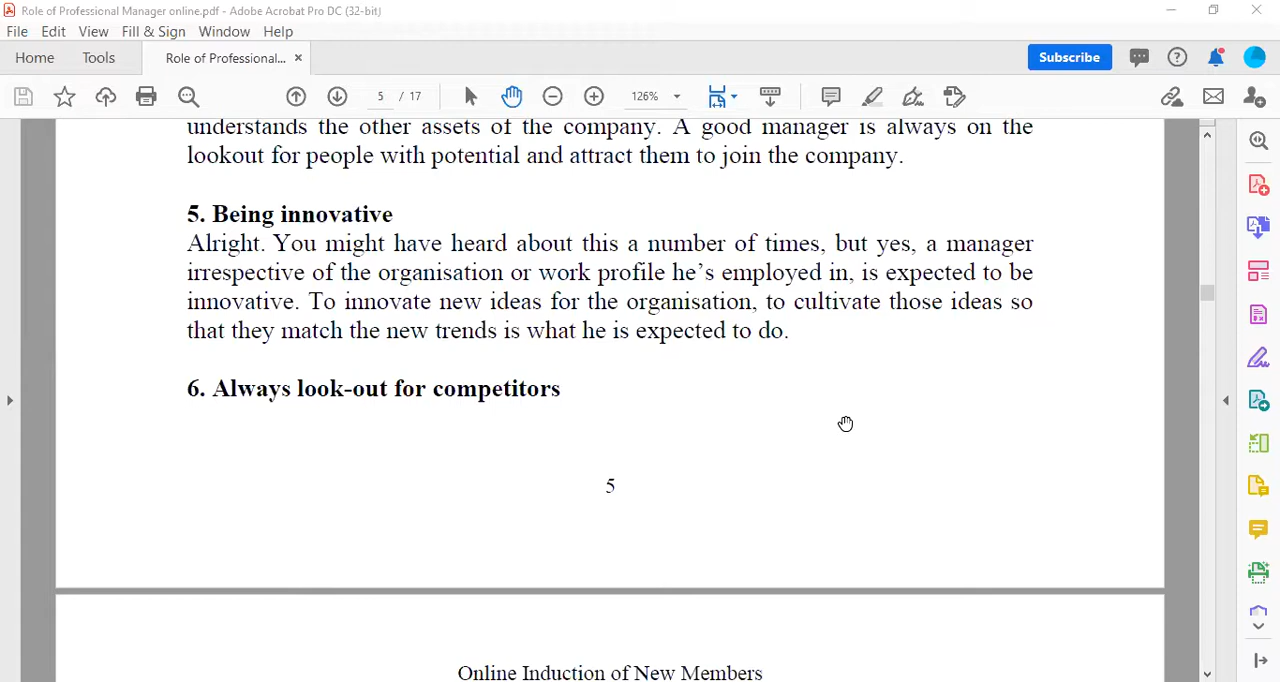 Role of Professional Manager online.pdf - Adobe Acrobat Pro DC (32-bit)
File Edit View Fill & Sign Window Help
Home Tools Role of Professional... × Subscribe
5 / 17 126%
understands the other assets of the company. A good manager is always on the
lookout for people with potential and attract them to join the company.
5. Being innovative
Alright. You might have heard about this a number of times, but yes, a manager
irrespective of the organisation or work profile he's employed in, is expected to be
innovative. To innovate new ideas for the organisation, to cultivate those ideas so
that they match the new trends is what he is expected to do.
6. Always look-out for competitors
5
Online Induction of New Members